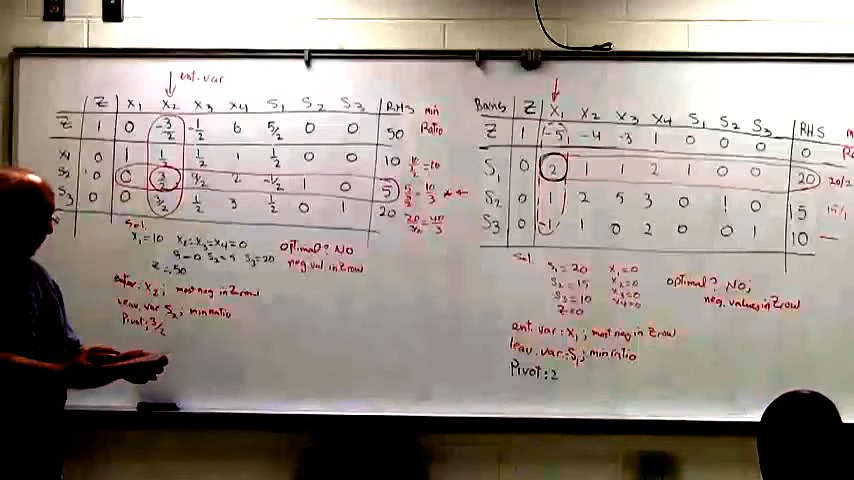 ent. var
Z X1 X2 X3 X4 S1 S2 S3 RHS min Ratio
Z 1 0 -3/2 -1/2 6 5/2 0 0 50
X1 0 1 1/2 1/2 1 1/2 0 0 10
S2 0 0 3/2 9/2 2 -1/2 1 0 5
S3 0 0 3/2 1/2 3 1/2 0 1 20
Sol.
X1=10 X2=X3=X4=0
S1=0 S2=5 S3=20
Z=50
optimal? NO
neg. val in Z row
enter: X2; most neg in Z row
leav. var S2; min ratio
Pivot: 3/2
Basics Z X1 X2 X3 X4 S1 S2 S3 RHS
Z 1 -5 -4 -3 1 0 0 0 0
S1 0 2 1 1 2 1 0 0 20 20/2
S2 0 1 2 5 3 0 1 0 15 15/1
S3 0 -1 1 0 2 0 0 1 10 —
Sol.
S1=20 X1=0
S2=15 X2=0
S3=10 X3=0
Z=0 X4=0
optimal? NO;
neg. values in Z row
ent. var: X1; most neg in Z row
leav. var: S1; min ratio
Pivot: 2